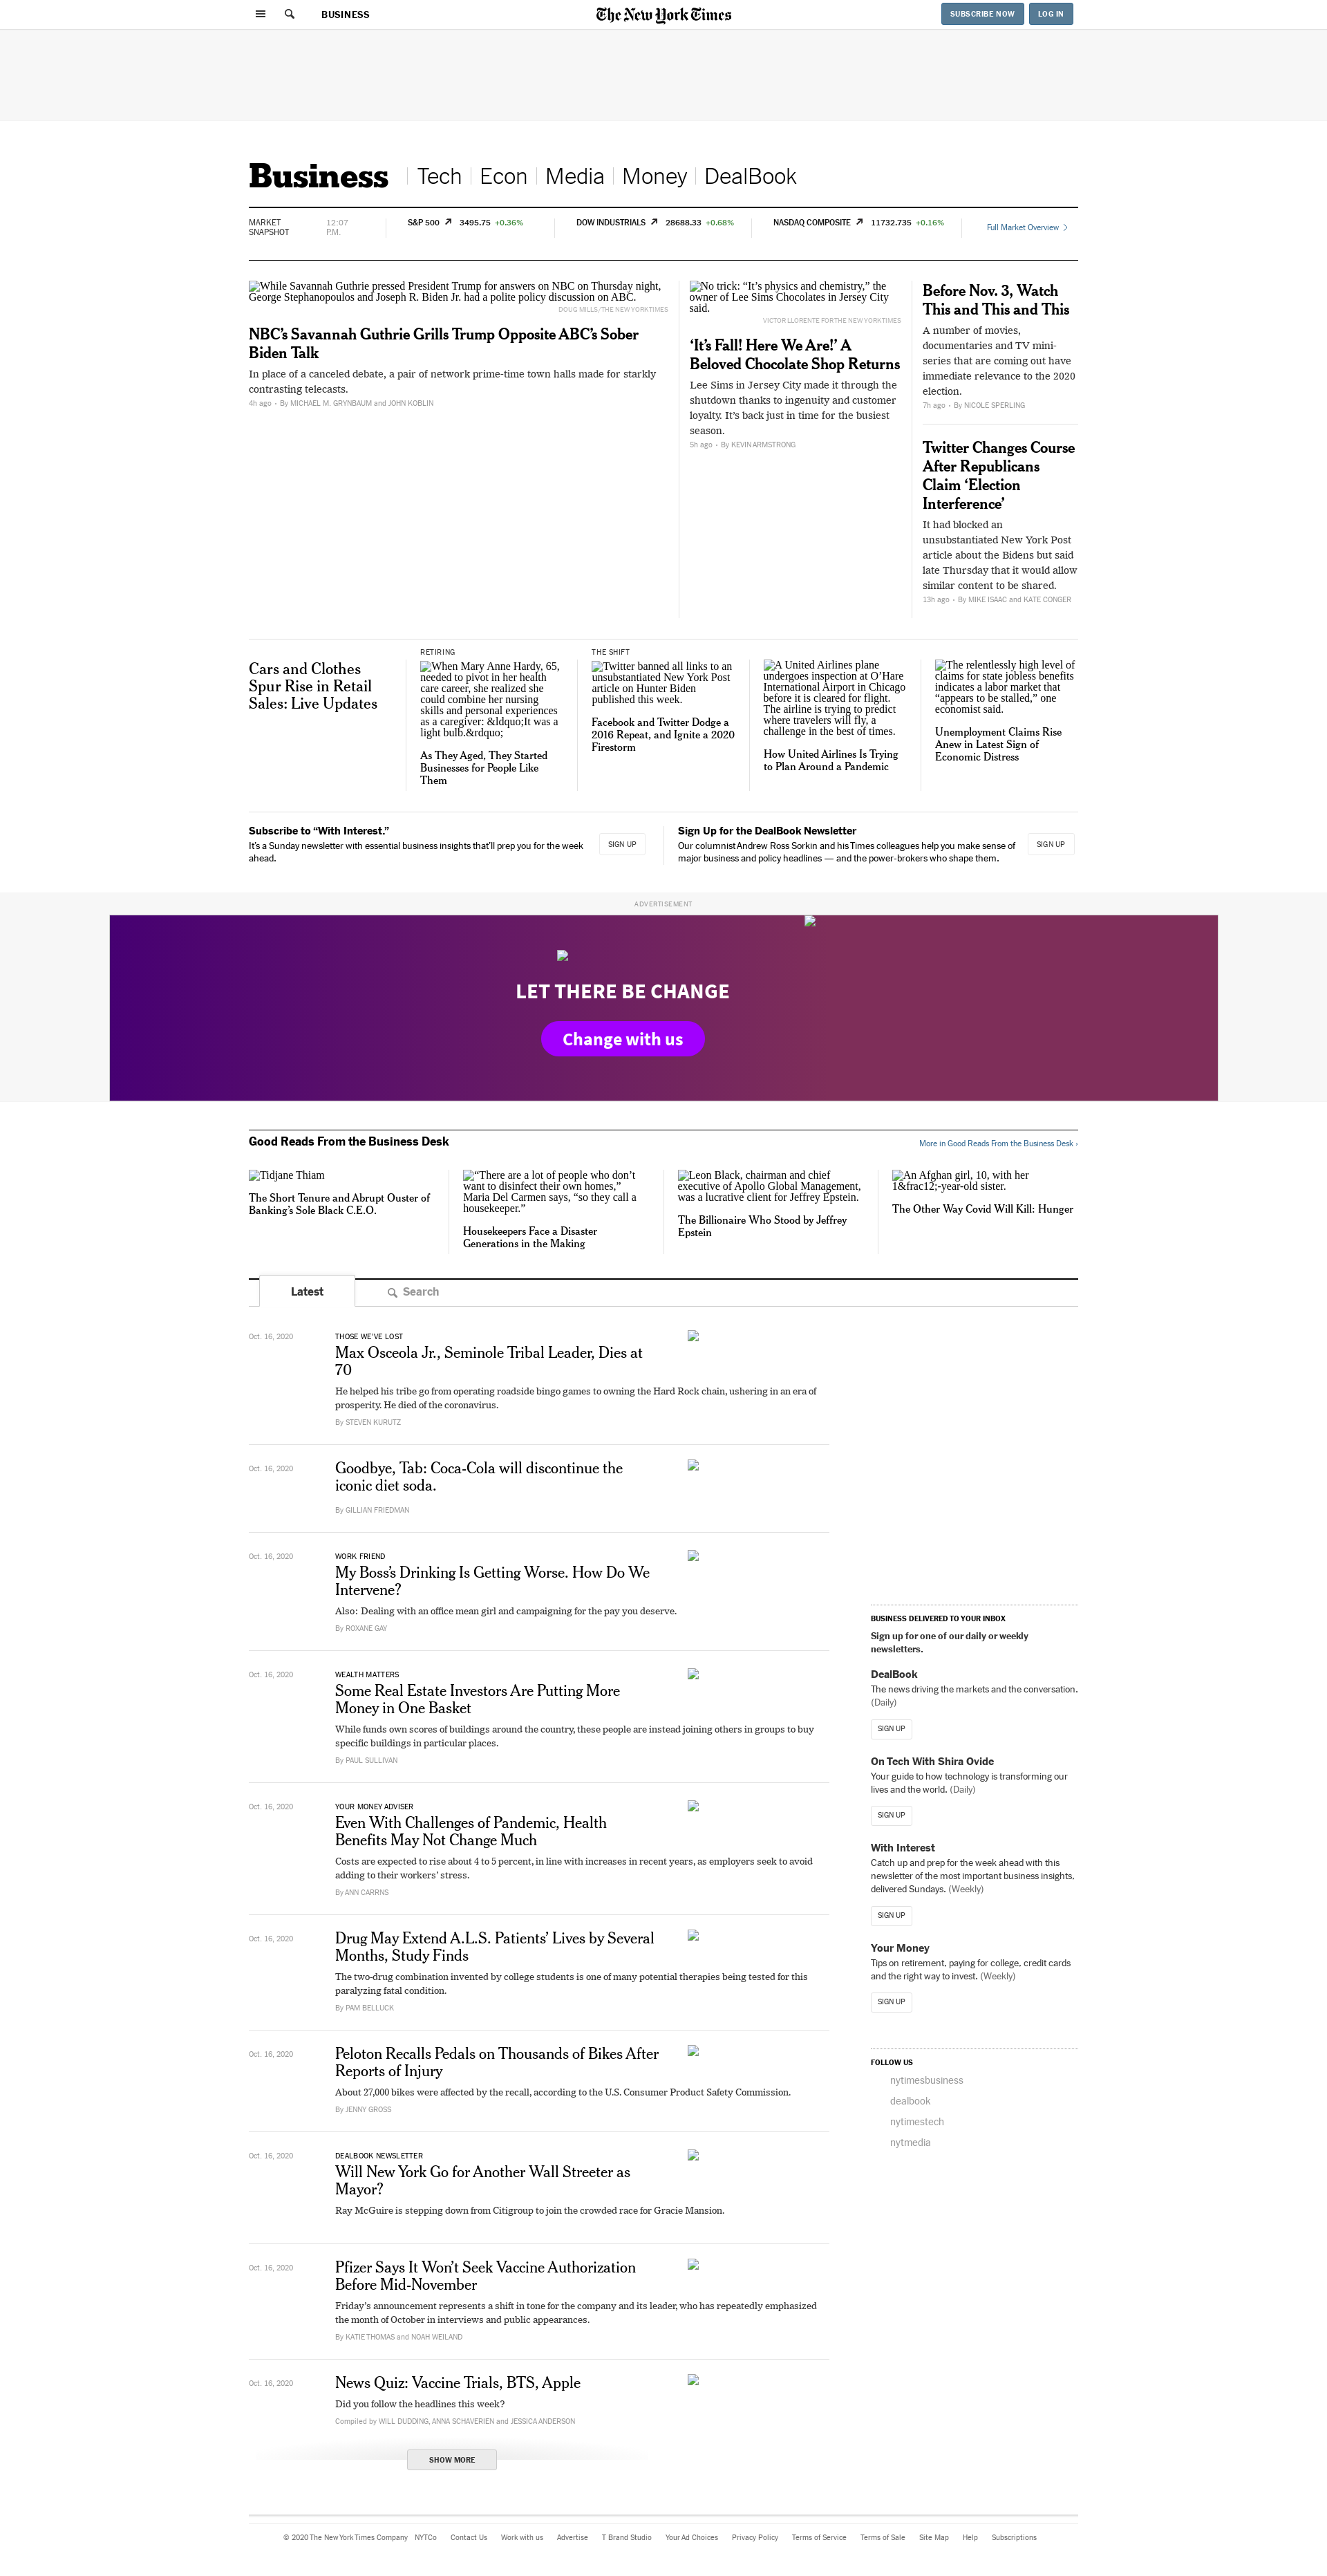 BUSINESS
The New York Times
SUBSCRIBE NOW
LOG IN
Business
Tech
Econ
Media
Money
DealBook
MARKET
SNAPSHOT
12:07
P.M.
S&P 500 3495.75 +0.36%
DOW INDUSTRIALS 28688.33 +0.68%
NASDAQ COMPOSITE 11732.735 +0.16%
Full Market Overview
While Savannah Guthrie pressed President Trump for answers on NBC on Thursday night,
George Stephanopoulos and Joseph R. Biden Jr. had a polite policy discussion on ABC.
DOUG MILLS/THE NEW YORK TIMES
NBC’s Savannah Guthrie Grills Trump Opposite ABC’s Sober
Biden Talk
In place of a canceled debate, a pair of network prime-time town halls made for starkly
contrasting telecasts.
4h ago • By MICHAEL M. GRYNBAUM and JOHN KOBLIN
No trick: “It’s physics and chemistry,” the
owner of Lee Sims Chocolates in Jersey City
said.
VICTOR LLORENTE FOR THE NEW YORK TIMES
‘It’s Fall! Here We Are!’ A
Beloved Chocolate Shop Returns
Lee Sims in Jersey City made it through the
shutdown thanks to ingenuity and customer
loyalty. It’s back just in time for the busiest
season.
5h ago • By KEVIN ARMSTRONG
Before Nov. 3, Watch
This and This and This
A number of movies,
documentaries and TV mini-
series that are coming out have
immediate relevance to the 2020
election.
7h ago • By NICOLE SPERLING
Twitter Changes Course
After Republicans
Claim ‘Election
Interference’
It had blocked an
unsubstantiated New York Post
article about the Bidens but said
late Thursday that it would allow
similar content to be shared.
13h ago • By MIKE ISAAC and KATE CONGER
Cars and Clothes
Spur Rise in Retail
Sales: Live Updates
RETIRING
When Mary Anne Hardy, 65,
needed to pivot in her health
care career, she realized she
could combine her nursing
skills and personal experiences
as a caregiver: &ldquo;It was a
light bulb.&rdquo;
As They Aged, They Started
Businesses for People Like
Them
THE SHIFT
Twitter banned all links to an
unsubstantiated New York Post
article on Hunter Biden
published this week.
Facebook and Twitter Dodge a
2016 Repeat, and Ignite a 2020
Firestorm
A United Airlines plane
undergoes inspection at O’Hare
International Airport in Chicago
before it is cleared for flight.
The airline is trying to predict
where travelers will fly, a
challenge in the best of times.
How United Airlines Is Trying
to Plan Around a Pandemic
The relentlessly high level of
claims for state jobless benefits
indicates a labor market that
“appears to be stalled,” one
economist said.
Unemployment Claims Rise
Anew in Latest Sign of
Economic Distress
Subscribe to “With Interest.”
It’s a Sunday newsletter with essential business insights that’ll prep you for the week
ahead.
SIGN UP
Sign Up for the DealBook Newsletter
Our columnist Andrew Ross Sorkin and his Times colleagues help you make sense of
major business and policy headlines — and the power-brokers who shape them.
SIGN UP
ADVERTISEMENT
LET THERE BE CHANGE
Change with us
Good Reads From the Business Desk
More in Good Reads From the Business Desk »
Tidjane Thiam
The Short Tenure and Abrupt Ouster of
Banking’s Sole Black C.E.O.
“There are a lot of people who don’t
want to disinfect their own homes,”
Maria Del Carmen says, “so they call a
housekeeper.”
Housekeepers Face a Disaster
Generations in the Making
Leon Black, chairman and chief
executive of Apollo Global Management,
was a lucrative client for Jeffrey Epstein.
The Billionaire Who Stood by Jeffrey
Epstein
An Afghan girl, 10, with her
1&frac12;-year-old sister.
The Other Way Covid Will Kill: Hunger
Latest
Search
Oct. 16, 2020
THOSE WE’VE LOST
Max Osceola Jr., Seminole Tribal Leader, Dies at
70
He helped his tribe go from operating roadside bingo games to owning the Hard Rock chain, ushering in an era of
prosperity. He died of the coronavirus.
By STEVEN KURUTZ
Oct. 16, 2020
Goodbye, Tab: Coca-Cola will discontinue the
iconic diet soda.
By GILLIAN FRIEDMAN
Oct. 16, 2020
WORK FRIEND
My Boss’s Drinking Is Getting Worse. How Do We
Intervene?
Also: Dealing with an office mean girl and campaigning for the pay you deserve.
By ROXANE GAY
Oct. 16, 2020
WEALTH MATTERS
Some Real Estate Investors Are Putting More
Money in One Basket
While funds own scores of buildings around the country, these people are instead joining others in groups to buy
specific buildings in particular places.
By PAUL SULLIVAN
Oct. 16, 2020
YOUR MONEY ADVISER
Even With Challenges of Pandemic, Health
Benefits May Not Change Much
Costs are expected to rise about 4 to 5 percent, in line with increases in recent years, as employers seek to avoid
adding to their workers’ stress.
By ANN CARRNS
Oct. 16, 2020
Drug May Extend A.L.S. Patients’ Lives by Several
Months, Study Finds
The two-drug combination invented by college students is one of many potential therapies being tested for this
paralyzing fatal condition.
By PAM BELLUCK
Oct. 16, 2020
Peloton Recalls Pedals on Thousands of Bikes After
Reports of Injury
About 27,000 bikes were affected by the recall, according to the U.S. Consumer Product Safety Commission.
By JENNY GROSS
Oct. 16, 2020
DEALBOOK NEWSLETTER
Will New York Go for Another Wall Streeter as
Mayor?
Ray McGuire is stepping down from Citigroup to join the crowded race for Gracie Mansion.
Oct. 16, 2020
Pfizer Says It Won’t Seek Vaccine Authorization
Before Mid-November
Friday’s announcement represents a shift in tone for the company and its leader, who has repeatedly emphasized
the month of October in interviews and public appearances.
By KATIE THOMAS and NOAH WEILAND
Oct. 16, 2020
News Quiz: Vaccine Trials, BTS, Apple
Did you follow the headlines this week?
Compiled by WILL DUDDING, ANNA SCHAVERIEN and JESSICA ANDERSON
SHOW MORE
BUSINESS DELIVERED TO YOUR INBOX
Sign up for one of our daily or weekly
newsletters.
DealBook
The news driving the markets and the conversation.
(Daily)
SIGN UP
On Tech With Shira Ovide
Your guide to how technology is transforming our
lives and the world. (Daily)
SIGN UP
With Interest
Catch up and prep for the week ahead with this
newsletter of the most important business insights,
delivered Sundays. (Weekly)
SIGN UP
Your Money
Tips on retirement, paying for college, credit cards
and the right way to invest. (Weekly)
SIGN UP
FOLLOW US
nytimesbusiness
dealbook
nytimestech
nytmedia
© 2020 The New York Times Company NYTCo Contact Us Work with us Advertise T Brand Studio Your Ad Choices Privacy Policy Terms of Service Terms of Sale Site Map Help Subscriptions